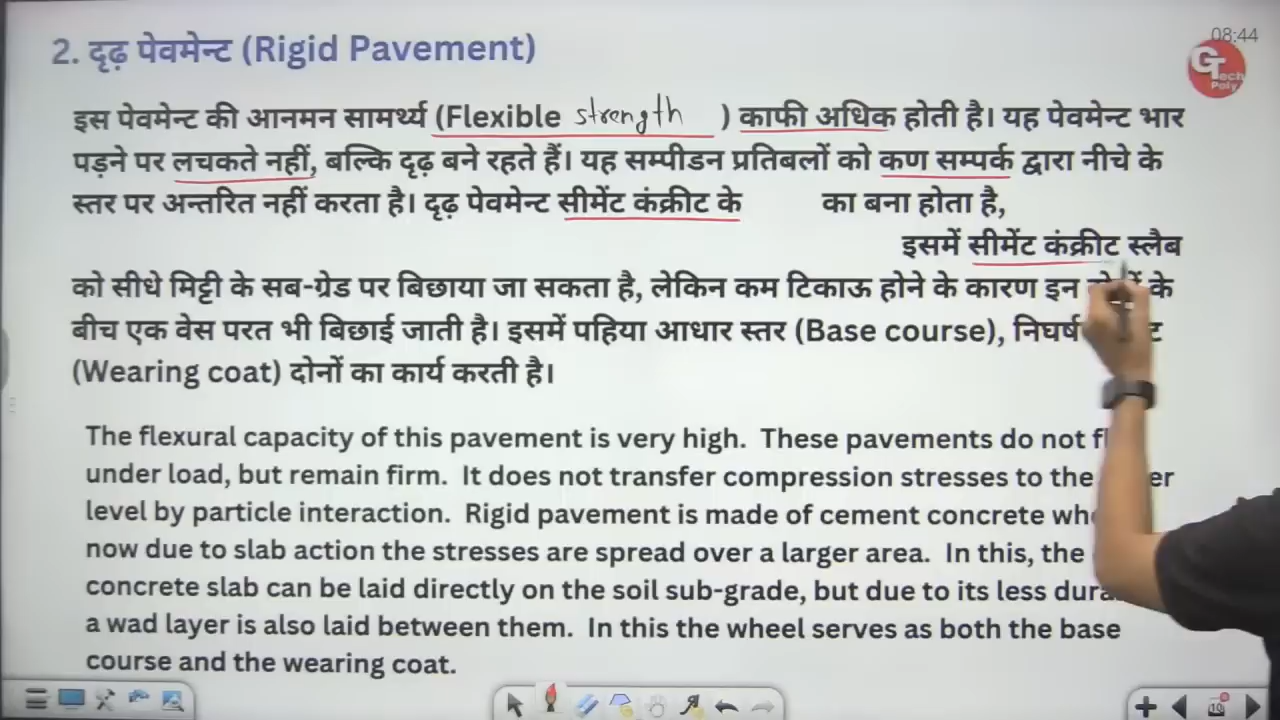 08:44
GTech Poly
2. दृढ़ पेवमेन्ट (Rigid Pavement)
इस पेवमेन्ट की आनमन सामर्थ्य (Flexible strength ) काफी अधिक होती है। यह पेवमेन्ट भार
पड़ने पर लचकते नहीं, बल्कि दृढ़ बने रहते हैं। यह सम्पीडन प्रतिबलों को कण सम्पर्क द्वारा नीचे के
स्तर पर अन्तरित नहीं करता है। दृढ़ पेवमेन्ट सीमेंट कंक्रीट के का बना होता है,
इसमें सीमेंट कंक्रीट स्लैब
को सीधे मिट्टी के सब-ग्रेड पर बिछाया जा सकता है, लेकिन कम टिकाऊ होने के कारण इन के
बीच एक वेस परत भी बिछाई जाती है। इसमें पहिया आधार स्तर (Base course),
(Wearing coat) दोनों का कार्य करती है।
The flexural capacity of this pavement is very high. These pavements do not
under load, but remain firm. It does not transfer compression stresses to the
level by particle interaction. Rigid pavement is made of cement concrete
now due to slab action the stresses are spread over a larger area. In this, the
concrete slab can be laid directly on the soil sub-grade, but due to its less
a wad layer is also laid between them. In this the wheel serves as both the base
course and the wearing coat.
10